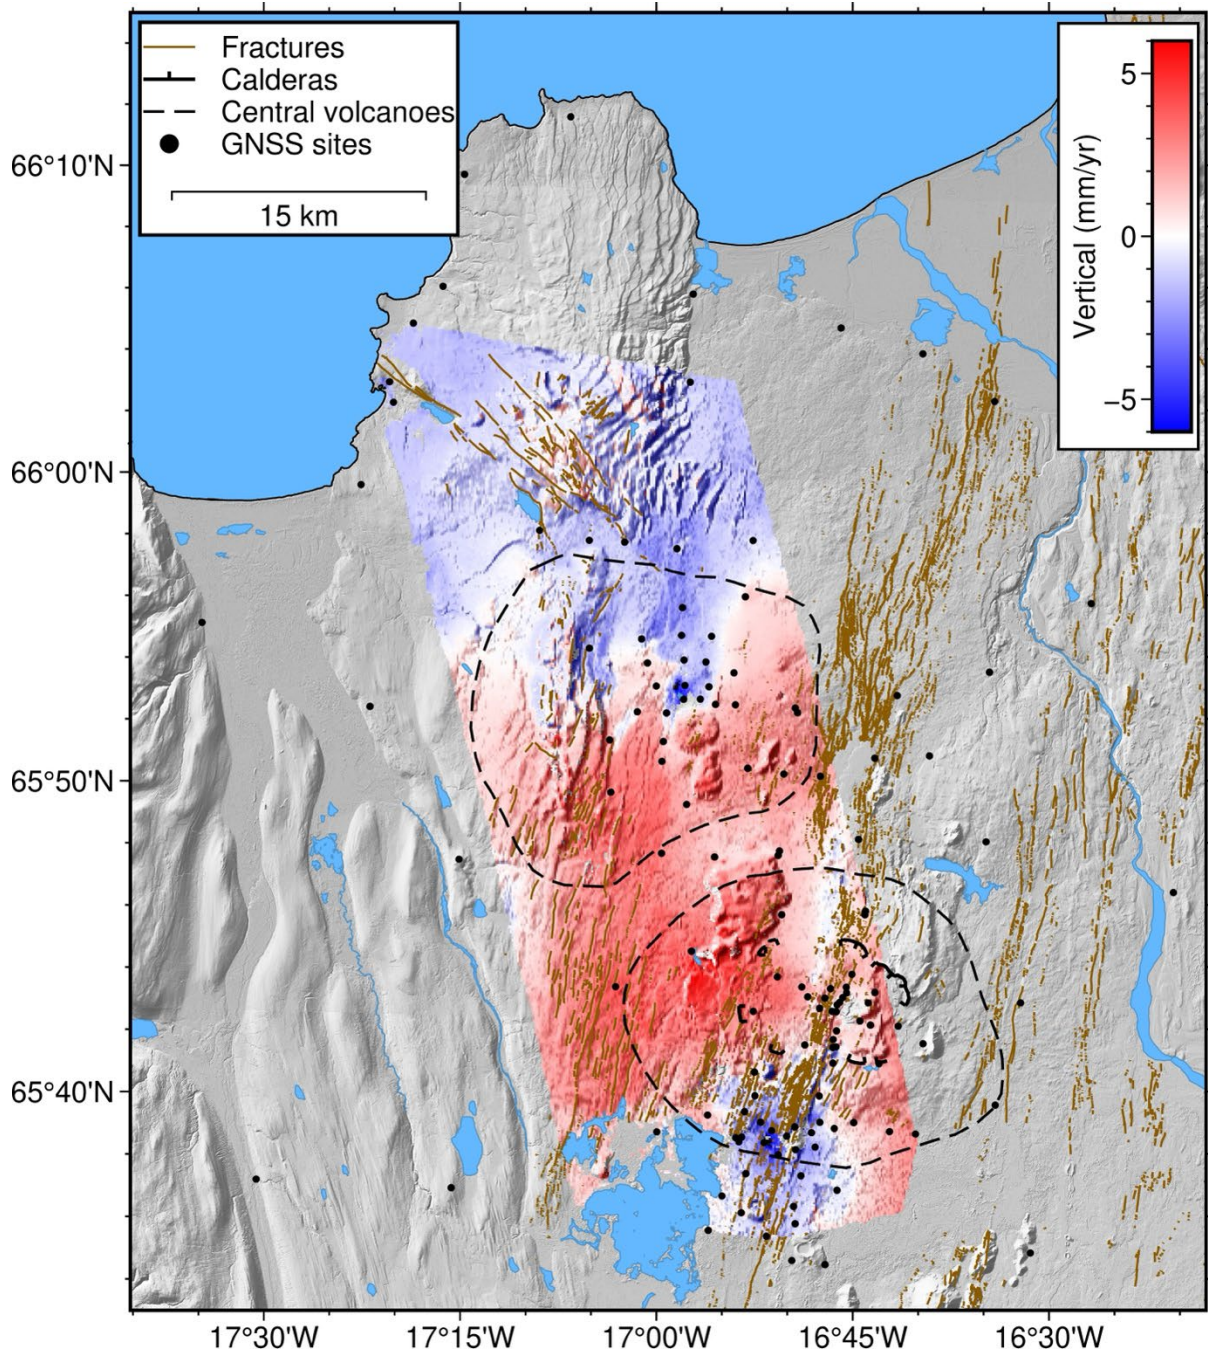 Fractures
Calderas
Central volcanoes
GNSS sites
15 km
5
0
−5
Vertical (mm/yr)
66°10'N
66°00'N
65°50'N
65°40'N
17°30'W 17°15'W 17°00'W 16°45'W 16°30'W